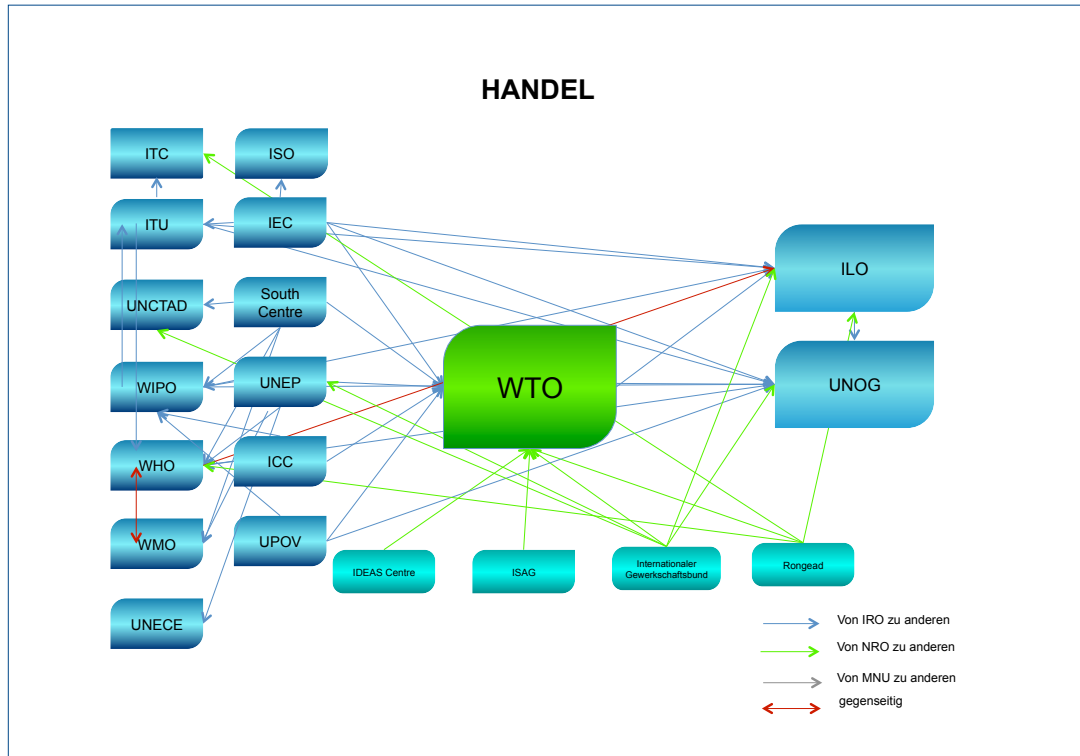 HANDEL
ITC
ISO
ITU
IEC
ILO
UNCTAD
South
Centre
WIPO
UNEP
WTO
UNOG
WHO
ICC
WMO
UPOV
IDEAS Centre
ISAG
Internationaler
Gewerkschaftsbund
Rongead
UNECE
Von IRO zu anderen
Von NRO zu anderen
Von MNU zu anderen
gegenseitig